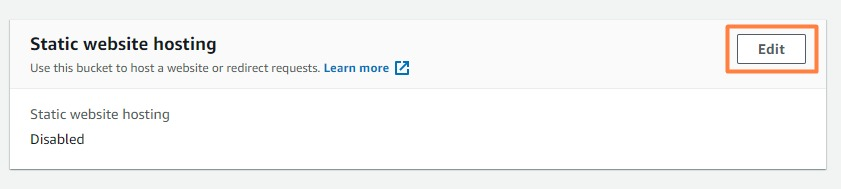 Static website hosting
Edit
Use this bucket to host a website or redirect requests. Learn more
Static website hosting
Disabled